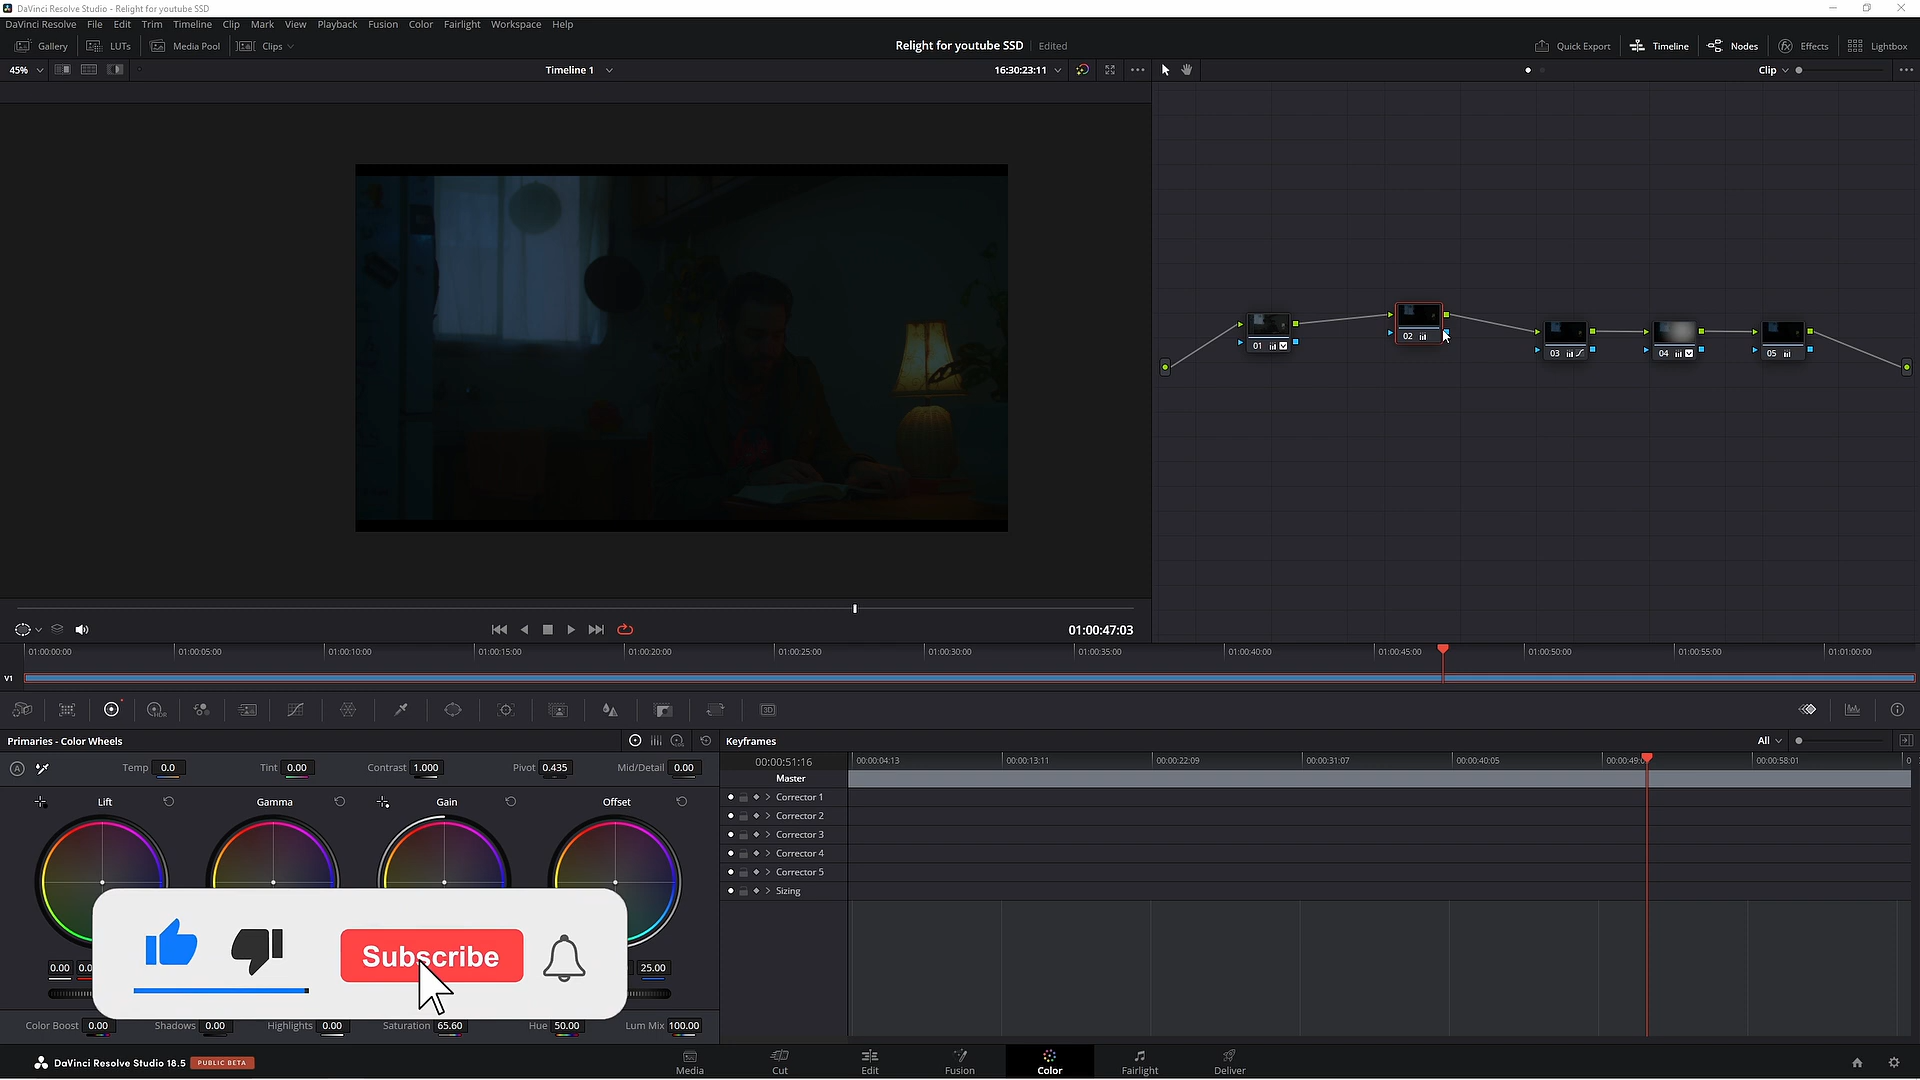 DaVinci Resolve Studio - Relight for youtube SSD
DaVinci Resolve File Edit Trim Timeline Clip Mark View Playback Fusion Color Fairlight Workspace Help
Gallery LUTs Media Pool Clips Relight for youtube SSD Edited Quick Export Timeline Nodes Effects Lightbox
45% Timeline 1 16:30:23:11 Clip
01 02 03 04 05
01:00:47:03
01:00:00:00 01:00:05:00 01:00:10:00 01:00:15:00 01:00:20:00 01:00:25:00 01:00:30:00 01:00:35:00 01:00:40:00 01:00:45:00 01:00:50:00 01:00:55:00 01:01:00:00
V1
HDR 3D
Primaries - Color Wheels Keyframes All
00:00:51:16 00:00:04:13 00:00:13:11 00:00:22:09 00:00:31:07 00:00:40:05 00:00:49: 00:00:58:01 0
A Temp 0.0 Tint 0.00 Contrast 1.000 Pivot 0.435 Mid/Detail 0.00
Master
Lift Gamma Gain Offset
Corrector 1
Corrector 2
Corrector 3
Corrector 4
Corrector 5
Sizing
Subscribe
0.00 0.0 25.00
Color Boost 0.00 Shadows 0.00 Highlights 0.00 Saturation 65.60 Hue 50.00 Lum Mix 100.00
DaVinci Resolve Studio 18.5 PUBLIC BETA
Media Cut Edit Fusion Color Fairlight Deliver